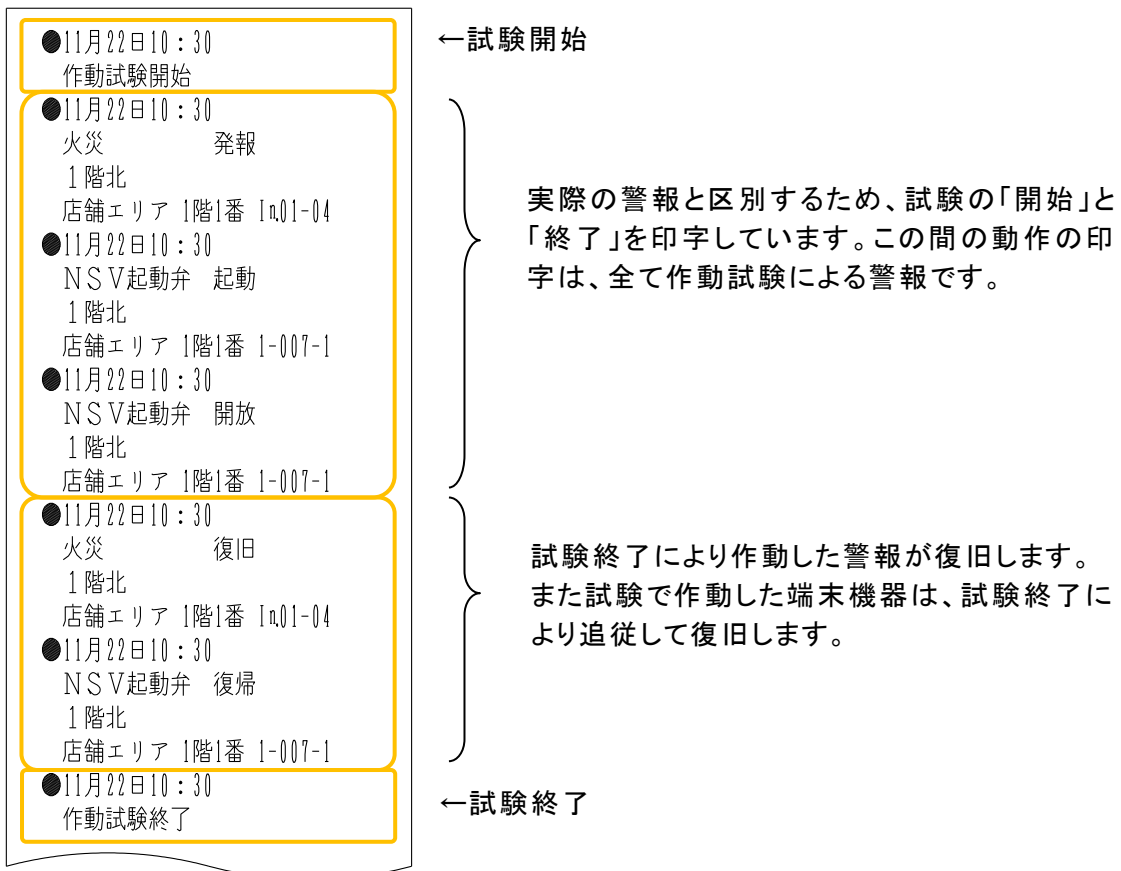 ●11月22日10:30
作動試験開始
←試験開始
●11月22日10:30
火災 発報
1階北
店舗エリア 1階1番 In.01-04
●11月22日10:30
NSV起動弁 起動
1階北
店舗エリア 1階1番 1-007-1
●11月22日10:30
NSV起動弁 開放
1階北
店舗エリア 1階1番 1-007-1
実際の警報と区別するため、試験の「開始」と
「終了」を印字しています。この間の動作の印
字は、全て作動試験による警報です。
●11月22日10:30
火災 復旧
1階北
店舗エリア 1階1番 In.01-04
●11月22日10:30
NSV起動弁 復帰
1階北
店舗エリア 1階1番 1-007-1
試験終了により作動した警報が復旧します。
また試験で作動した端末機器は、試験終了に
より追従して復旧します。
●11月22日10:30
作動試験終了
←試験終了